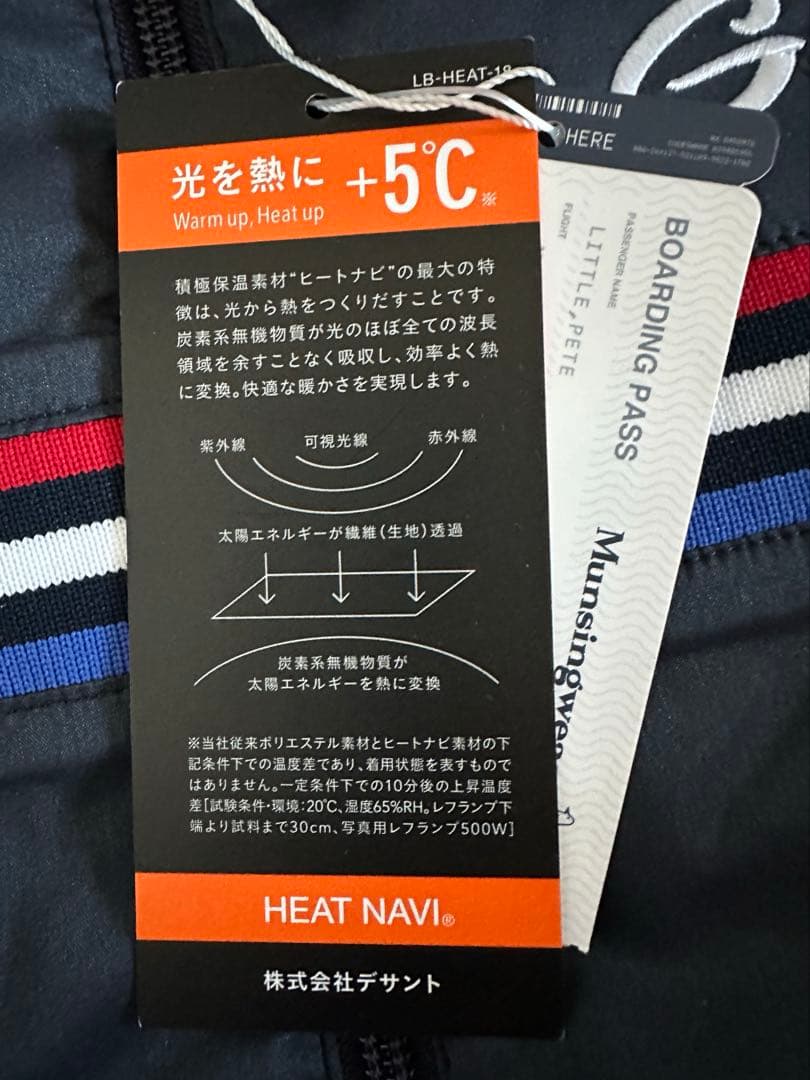 LB-HEAT-18
光を熱に +5℃※
Warm up, Heat up
積極保温素材“ヒートナビ”の最大の特
徴は、光から熱をつくりだすことです。
炭素系無機物質が光のほぼ全ての波長
領域を余すことなく吸収し、効率よく熱
に変換。快適な暖かさを実現します。
紫外線 可視光線 赤外線
太陽エネルギーが繊維(生地)透過
炭素系無機物質が
太陽エネルギーを熱に変換
※当社従来ポリエステル素材とヒートナビ素材の下
記条件下での温度差であり、着用状態を表すもので
はありません。一定条件下での10分後の上昇温度
差[試験条件・環境:20℃、湿度65%RH。レフランプ下
端より試料まで30cm、写真用レフランプ500W]
HEAT NAVI®
株式会社デサント
HERE
BOARDING PASS
PASSENGER NAME
LITTLE,PETE
FLIGHT
Munsingwea